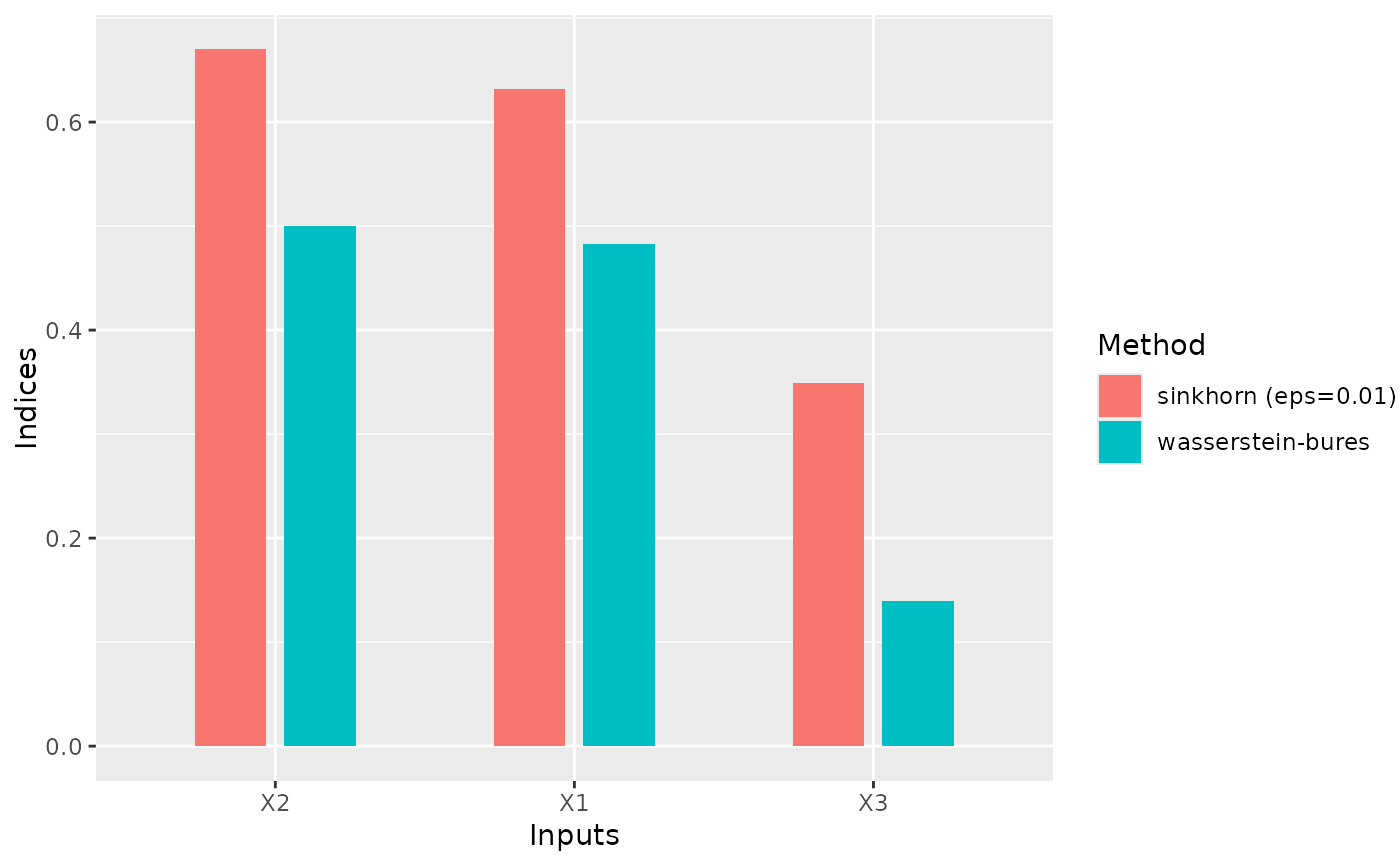 0.6
0.4
0.2
0.0
Indices
X2
X1
X3
Inputs
Method
sinkhorn (eps=0.01)
wasserstein-bures